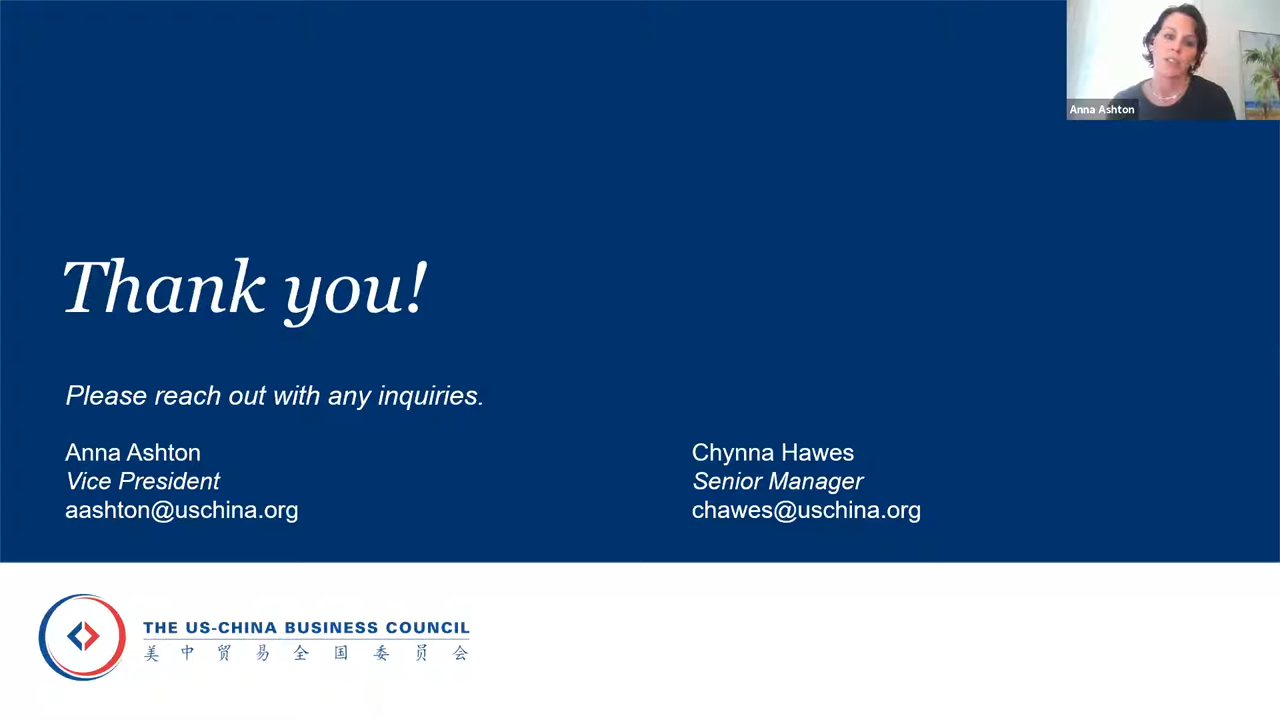 Anna Ashton
Thank you!
Please reach out with any inquiries.
Anna Ashton
Vice President
aashton@uschina.org
Chynna Hawes
Senior Manager
chawes@uschina.org
THE US-CHINA BUSINESS COUNCIL
美中贸易全国委员会